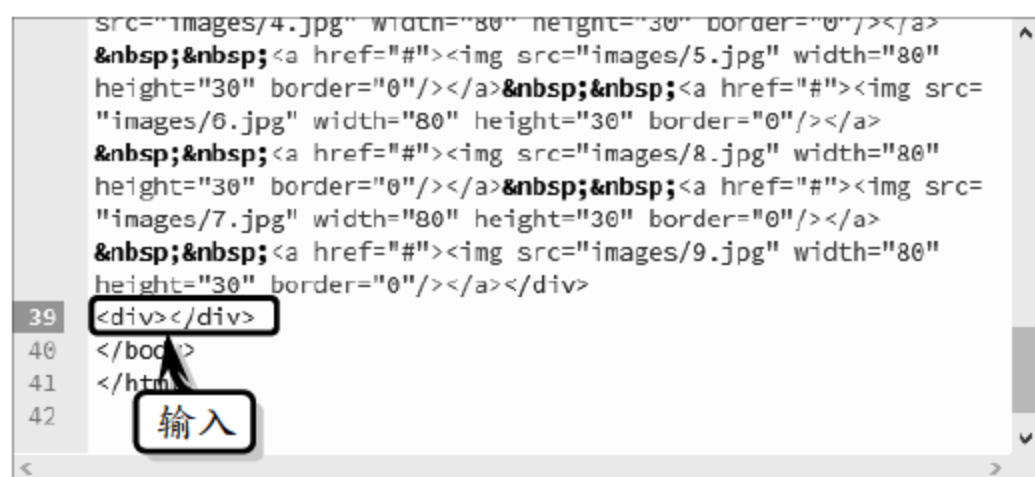 src="images/4.jpg" width="80" height="30" border="0"/></a>
&nbsp;&nbsp;<a href="#"><img src="images/5.jpg" width="80"
height="30" border="0"/></a>&nbsp;&nbsp;<a href="#"><img src=
"images/6.jpg" width="80" height="30" border="0"/></a>
&nbsp;&nbsp;<a href="#"><img src="images/8.jpg" width="80"
height="30" border="0"/></a>&nbsp;&nbsp;<a href="#"><img src=
"images/7.jpg" width="80" height="30" border="0"/></a>
&nbsp;&nbsp;<a href="#"><img src="images/9.jpg" width="80"
height="30" border="0"/></a></div>
39 <div></div>
40 </body>
41 </html>
42
输入